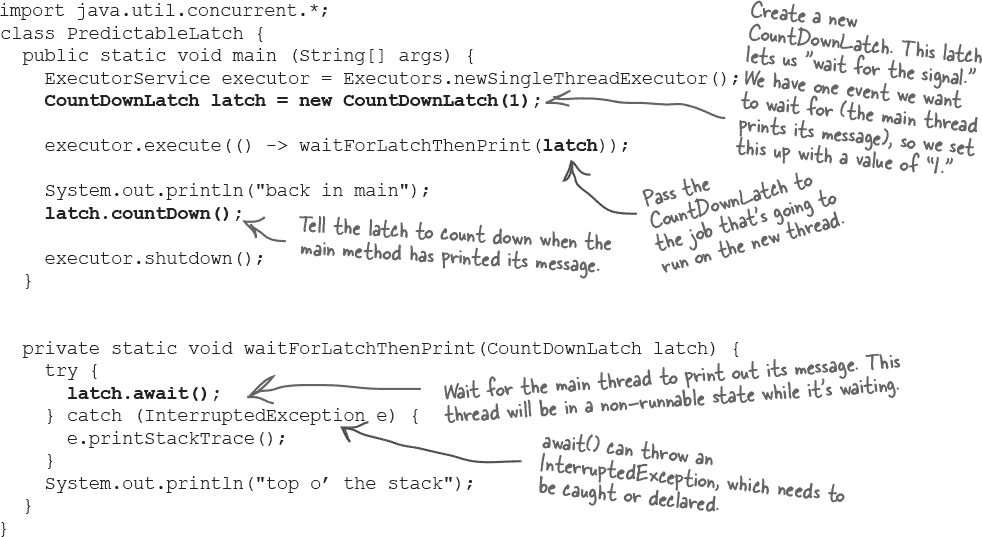 import java.util.concurrent.*;
class PredictableLatch {
  public static void main (String[] args) {
    ExecutorService executor = Executors.newSingleThreadExecutor();
    CountDownLatch latch = new CountDownLatch(1);
Create a new
CountDownLatch. This latch
lets us "wait for the signal."
We have one event we want
to wait for (the main thread
prints its message), so we set
this up with a value of "1."
    executor.execute(() -> waitForLatchThenPrint(latch));
Pass the
CountDownLatch to
the job that's going to
run on the new thread.
    System.out.println("back in main");
    latch.countDown();
Tell the latch to count down when the
main method has printed its message.
    executor.shutdown();
  }
  private static void waitForLatchThenPrint(CountDownLatch latch) {
    try {
      latch.await();
Wait for the main thread to print out its message. This
thread will be in a non-runnable state while it's waiting.
    } catch (InterruptedException e) {
      e.printStackTrace();
    }
await() can throw an
InterruptedException, which needs to
be caught or declared.
    System.out.println("top o’ the stack");
  }
}